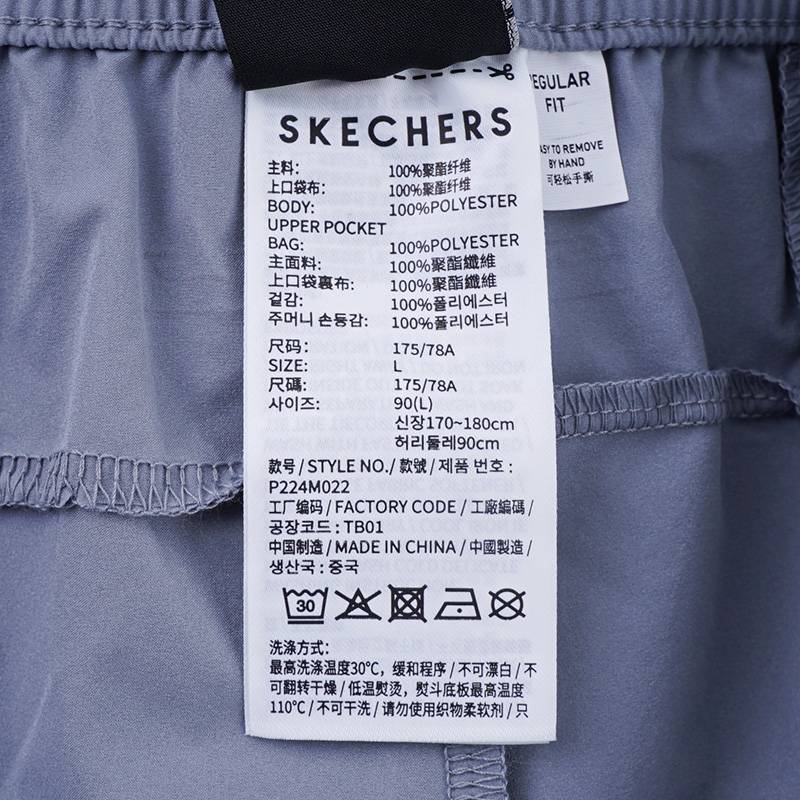 SKECHERS
主料: 100%聚酯纤维
上口袋布: 100%聚酯纤维
BODY: 100%POLYESTER
UPPER POCKET
BAG: 100%POLYESTER
主面料: 100%聚酯纖維
上口袋裏布: 100%聚酯纖維
겉감: 100%폴리에스터
주머니 손등감: 100%폴리에스터
尺码: 175/78A
SIZE: L
尺碼: 175/78A
사이즈: 90(L)
신장170~180cm
허리둘레90cm
款号/STYLE NO./款號/제품 번호:
P224M022
工厂编码/FACTORY CODE/工廠編碼/
공장코드:TB01
中国制造/MADE IN CHINA/中國製造/
생산국:중국
30
洗涤方式:
最高洗涤温度30℃，缓和程序/不可漂白/不
可翻转干燥/低温熨烫，熨斗底板最高温度
110℃/不可干洗/请勿使用织物柔软剂/只
EGULAR
FIT
ASY TO REMOVE
BY HAND
可轻松手撕